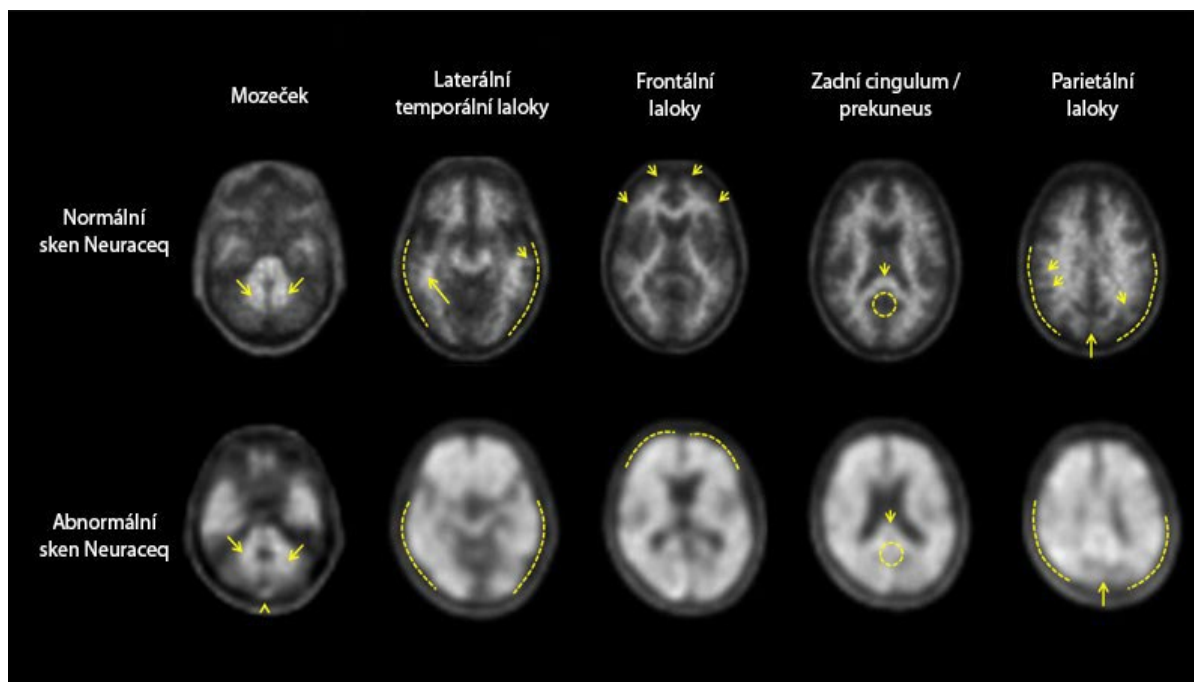 Mozeček
Laterální
temporální laloky
Frontální
laloky
Zadní cingulum /
prekuneus
Parietální
laloky
Normální
sken Neuraceq
Abnormální
sken Neuraceq